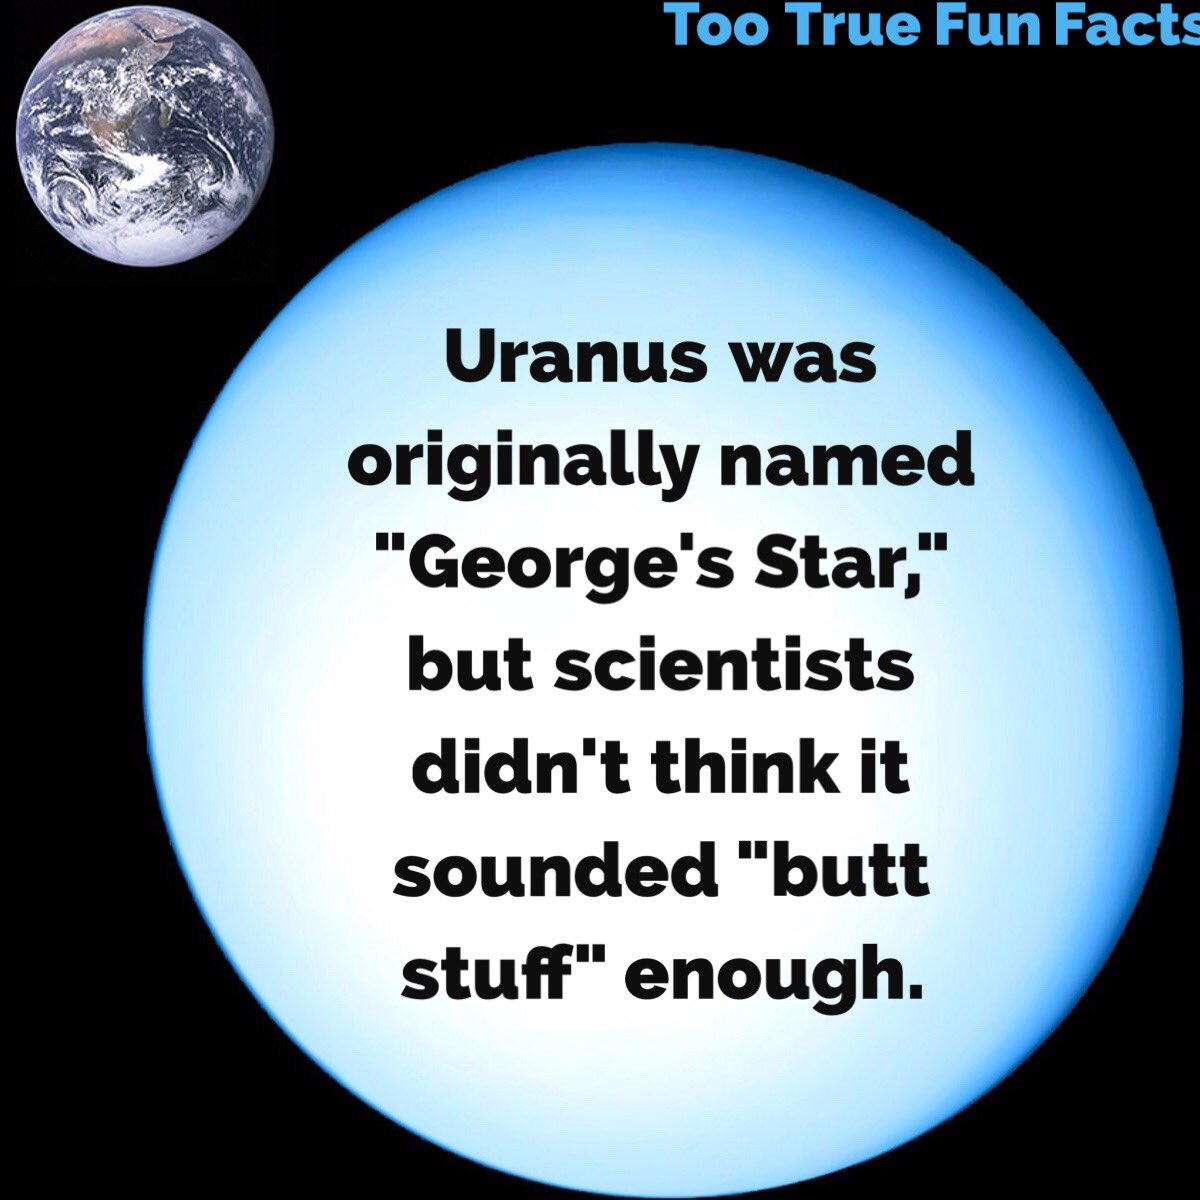 Too True Fun Facts
Uranus was
originally named
"George's Star,"
but scientists
didn't think it
sounded "butt
stuff" enough.